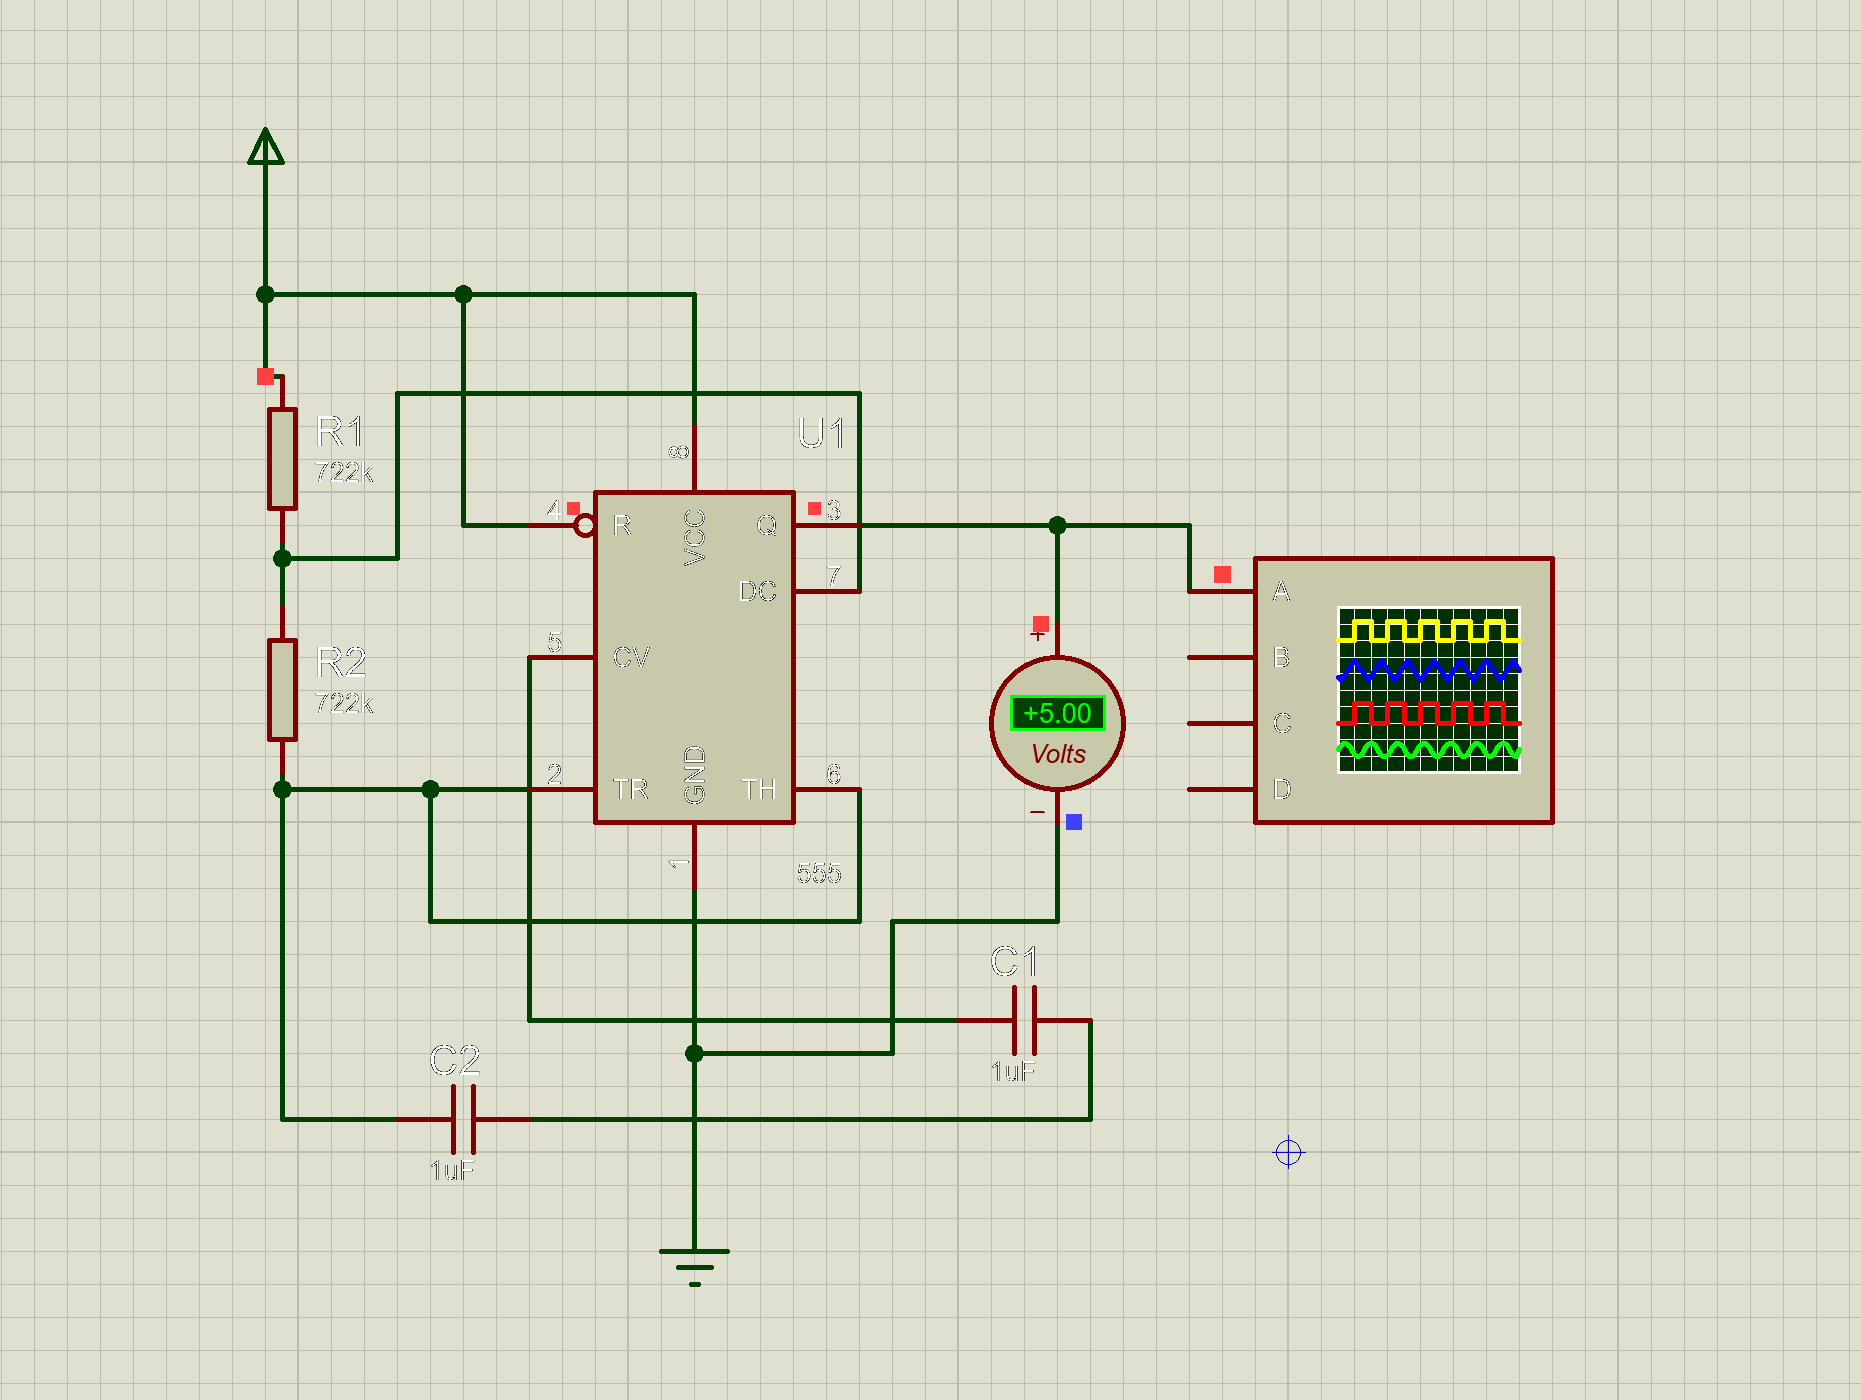 R1
722k
U1
8
4
R
VCC
Q
3
DC
7
A
5
CV
B
+
R2
722k
+5.00
Volts
C
2
TR
GND
TH
6
D
−
1
555
C1
1uF
C2
1uF